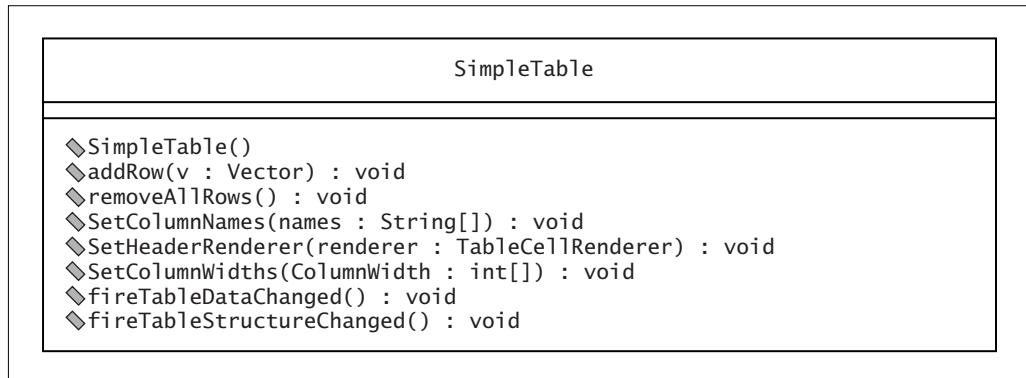 SimpleTable
SimpleTable()
addRow(v : Vector) : void
removeAllRows() : void
SetColumnNames(names : String[]) : void
SetHeaderRenderer(renderer : TableCellRenderer) : void
SetColumnWidths(ColumnWidth : int[]) : void
fireTableDataChanged() : void
fireTableStructureChanged() : void